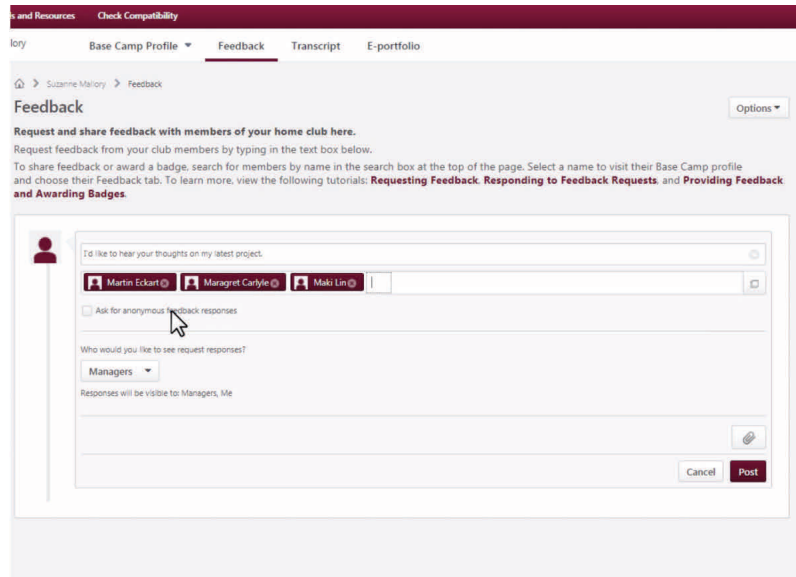 s and Resources Check Compatibility
lory Base Camp Profile Feedback Transcript E-portfolio
Suzanne Mallory Feedback
Feedback
Options
Request and share feedback with members of your home club here.
Request feedback from your club members by typing in the text box below.
To share feedback or award a badge, search for members by name in the search box at the top of the page. Select a name to visit their Base Camp profile
and choose their Feedback tab. To learn more, view the following tutorials: Requesting Feedback, Responding to Feedback Requests, and Providing Feedback
and Awarding Badges.
I'd like to hear your thoughts on my latest project.
Martin Eckart Maragret Carlyle Maki Lin
Ask for anonymous feedback responses
Who would you like to see request responses?
Managers
Responses will be visible to: Managers, Me
Cancel Post